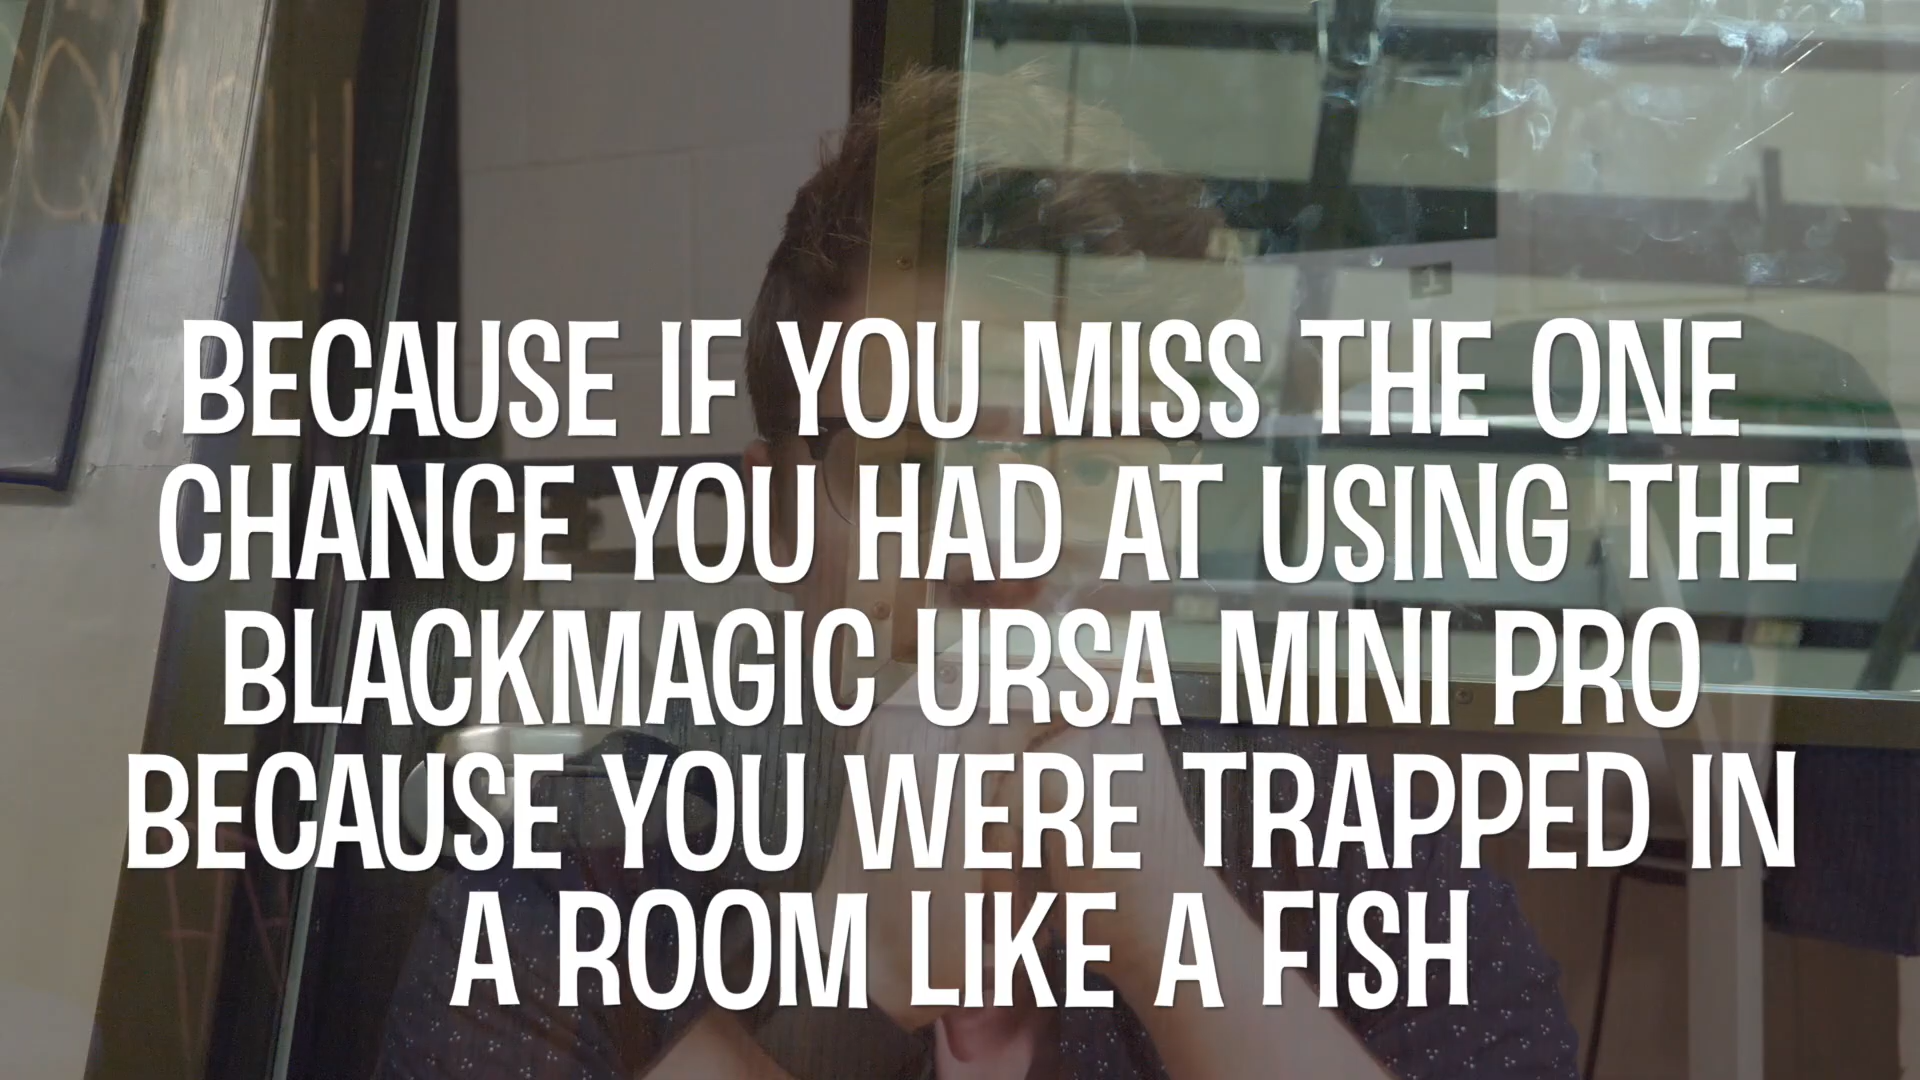 BECAUSE IF YOU MISS THE ONE
CHANCE YOU HAD AT USING THE
BLACKMAGIC URSA MINI PRO
BECAUSE YOU WERE TRAPPED IN
A ROOM LIKE A FISH
1